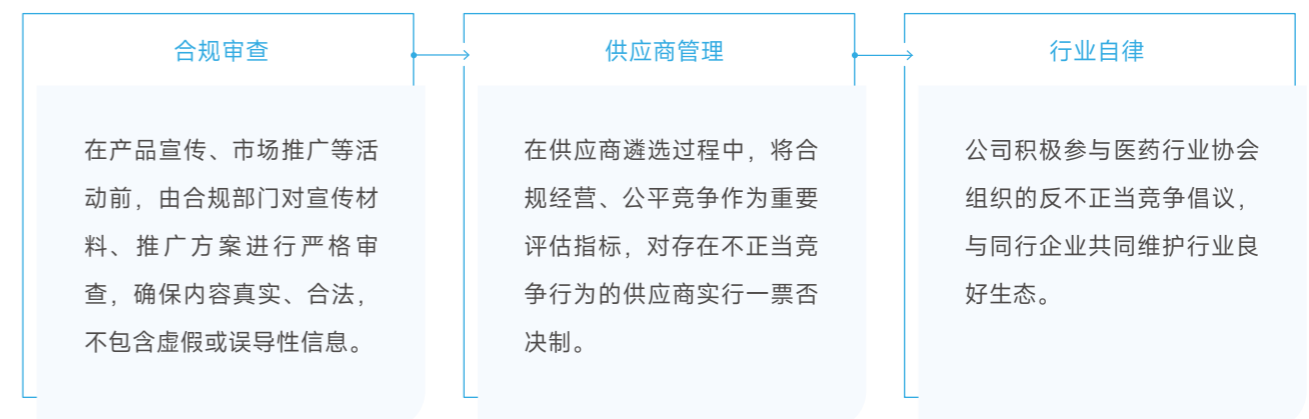 合规审查
在产品宣传、市场推广等活
动前，由合规部门对宣传材
料、推广方案进行严格审
查，确保内容真实、合法，
不包含虚假或误导性信息。
供应商管理
在供应商遴选过程中，将合
规经营、公平竞争作为重要
评估指标，对存在不正当竞
争行为的供应商实行一票否
决制。
行业自律
公司积极参与医药行业协会
组织的反不正当竞争倡议，
与同行企业共同维护行业良
好生态。